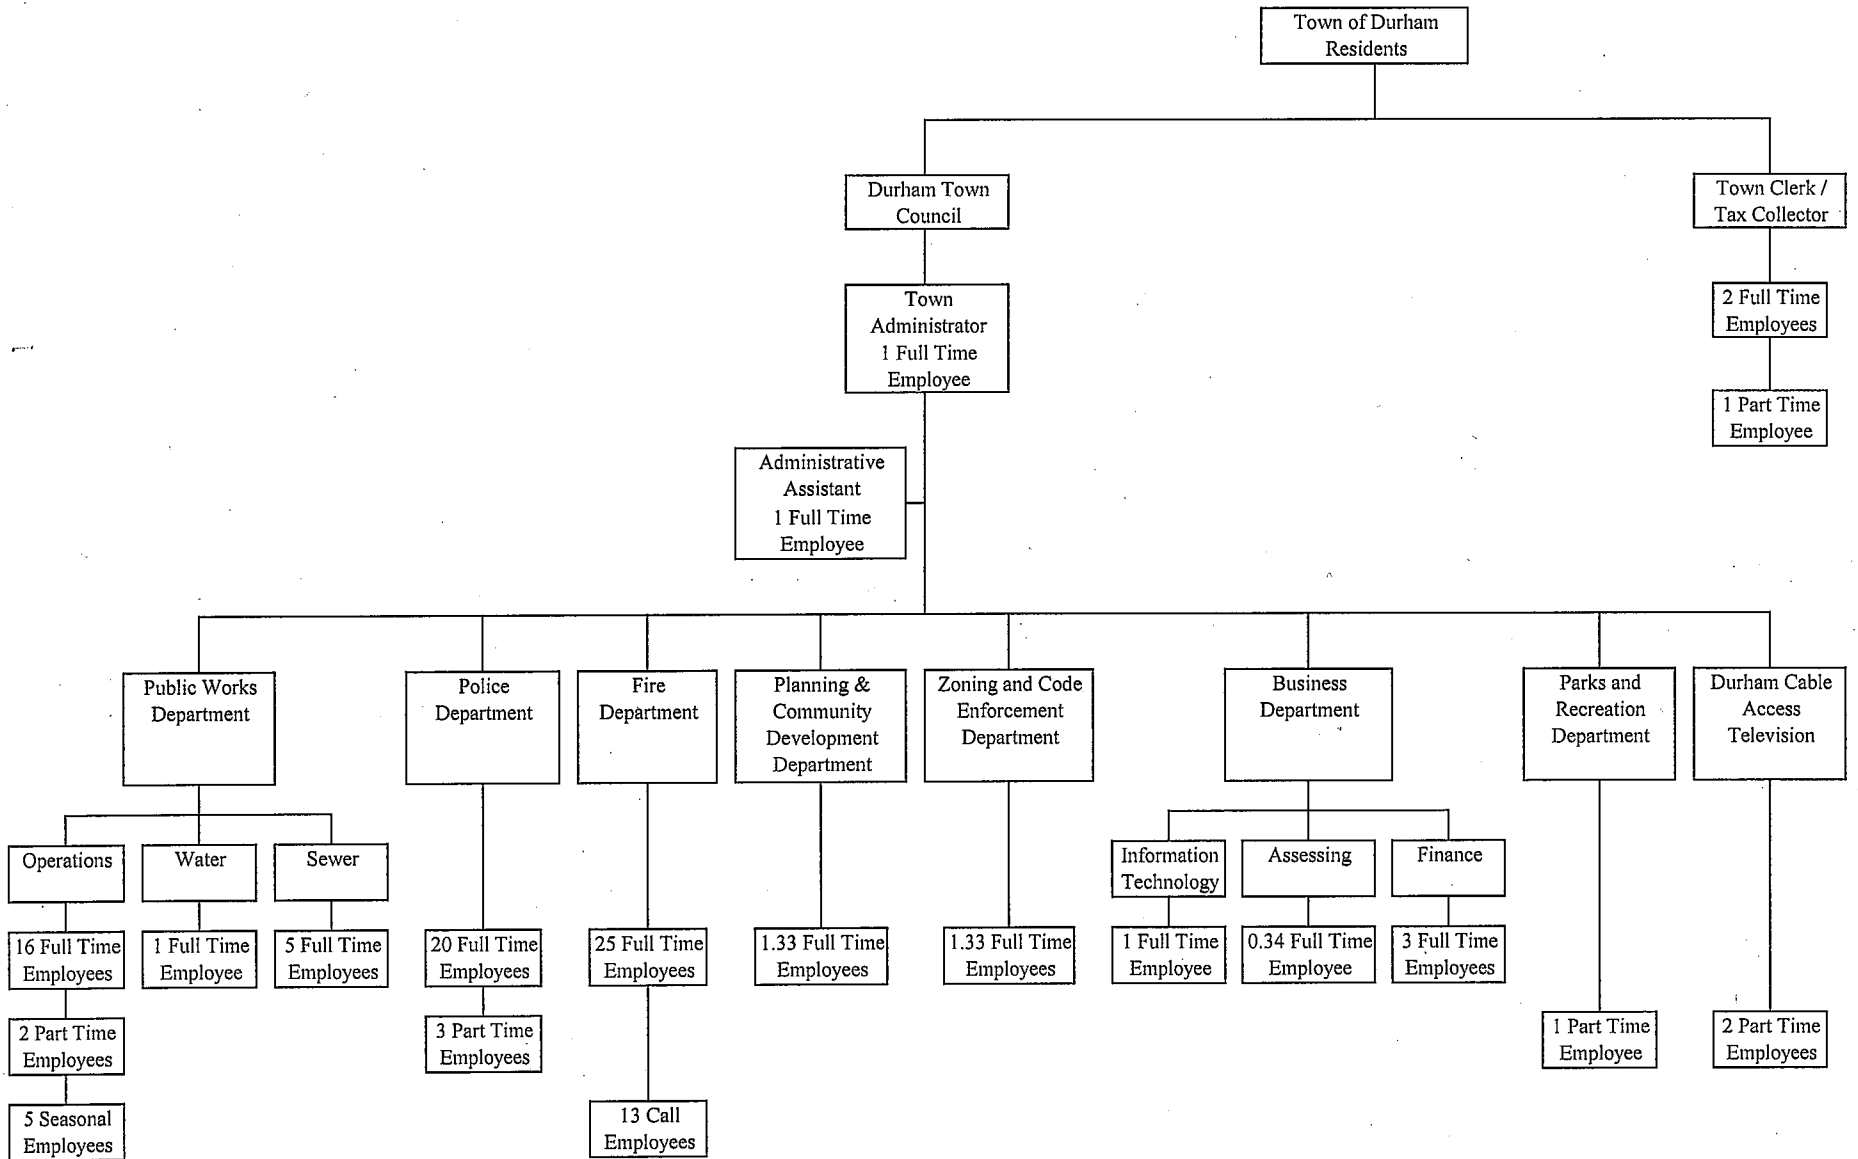 Town of Durham
Residents
Durham Town
Council
Town Clerk /
Tax Collector
Town
Administrator
1 Full Time
Employee
2 Full Time
Employees
1 Part Time
Employee
Administrative
Assistant
1 Full Time
Employee
Public Works
Department
Police
Department
Fire
Department
Planning &
Community
Development
Department
Zoning and Code
Enforcement
Department
Business
Department
Parks and
Recreation
Department
Durham Cable
Access
Television
Operations
Water
Sewer
Information
Technology
Assessing
Finance
16 Full Time
Employees
1 Full Time
Employee
5 Full Time
Employees
20 Full Time
Employees
25 Full Time
Employees
1.33 Full Time
Employees
1.33 Full Time
Employees
1 Full Time
Employee
0.34 Full Time
Employee
3 Full Time
Employees
2 Part Time
Employees
3 Part Time
Employees
1 Part Time
Employee
2 Part Time
Employees
5 Seasonal
Employees
13 Call
Employees